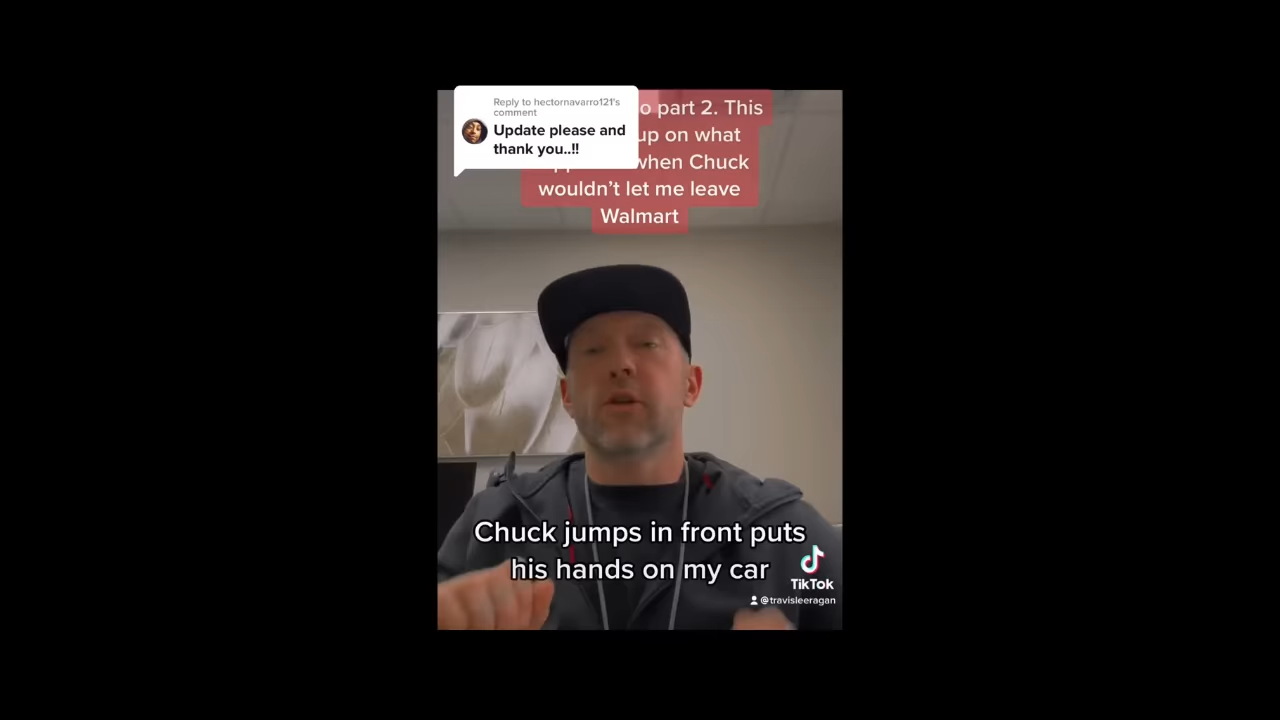 Reply to hectornavarro121's
comment
Update please and
thank you..!!
part 2. This
up on what
when Chuck
wouldn't let me leave
Walmart
Chuck jumps in front puts
his hands on my car
TikTok
@travisleeragan